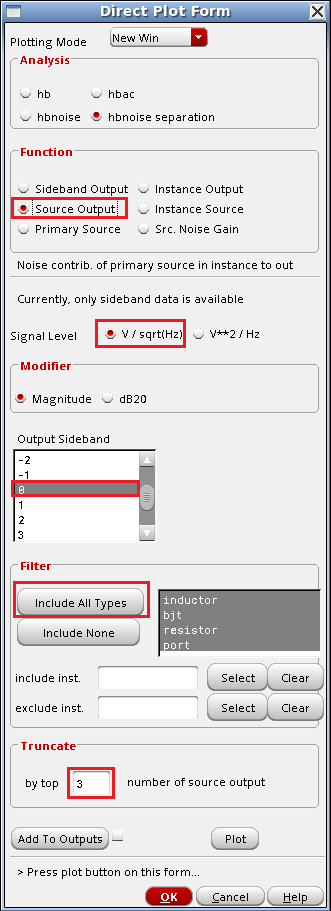 Direct Plot Form
Plotting Mode New Win
Analysis
hb hbac
hbnoise hbnoise separation
Function
Sideband Output Instance Output
Source Output Instance Source
Primary Source Src. Noise Gain
Noise contrib. of primary source in instance to out
Currently, only sideband data is available
Signal Level V / sqrt(Hz) V**2 / Hz
Modifier
Magnitude dB20
Output Sideband
-2
-1
0
1
2
3
Filter
Include All Types
Include None
inductor
bjt
resistor
port
include inst. Select Clear
exclude inst. Select Clear
Truncate
by top 3 number of source output
Add To Outputs Plot
> Press plot button on this form...
OK Cancel Help